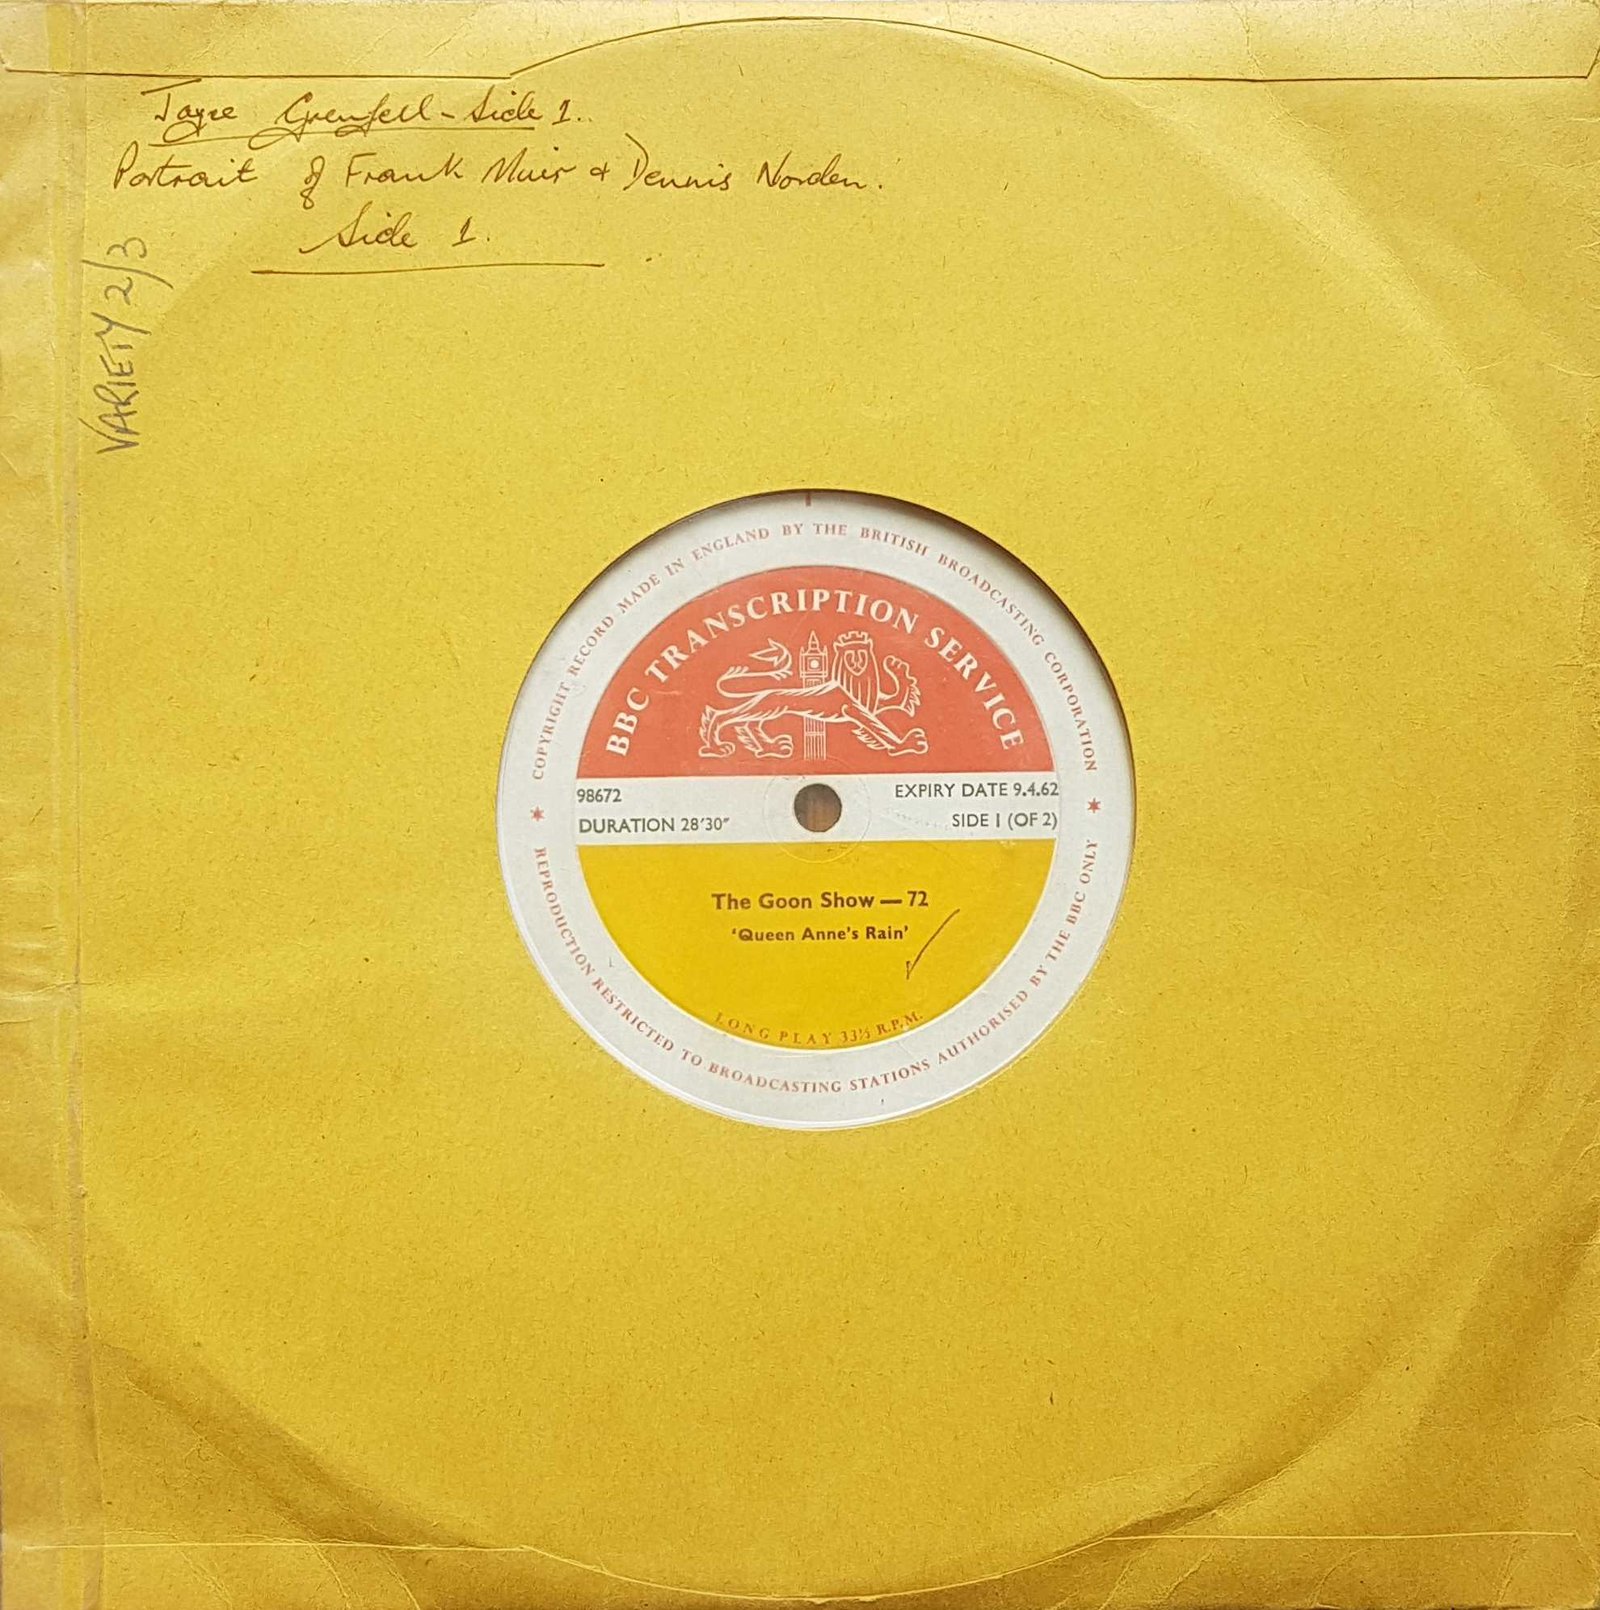 Joyce Grenfell - Side 1..
Portrait of Frank Muir & Dennis Norden.
Side 1.
VARIETY 2/3
COPYRIGHT RECORD MADE IN ENGLAND BY THE BRITISH BROADCASTING CORPORATION
BBC TRANSCRIPTION SERVICE
98672
EXPIRY DATE 9.4.62
DURATION 28'30"
SIDE 1 (OF 2)
The Goon Show — 72
'Queen Anne's Rain'
LONG PLAY 33⅓ R.P.M.
REPRODUCTION RESTRICTED TO BROADCASTING STATIONS AUTHORISED BY THE BBC ONLY